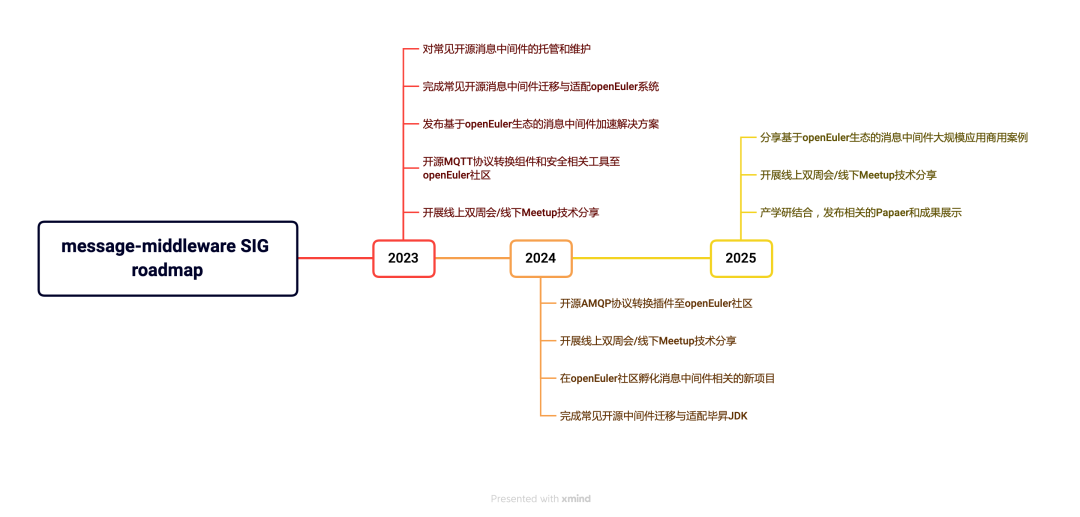 message-middleware SIG
roadmap
2023
对常见开源消息中间件的托管和维护
完成常见开源消息中间件迁移与适配openEuler系统
发布基于openEuler生态的消息中间件加速解决方案
开源MQTT协议转换组件和安全相关工具至
openEuler社区
开展线上双周会/线下Meetup技术分享
2024
开源AMQP协议转换插件至openEuler社区
开展线上双周会/线下Meetup技术分享
在openEuler社区孵化消息中间件相关的新项目
完成常见开源中间件迁移与适配毕昇JDK
2025
分享基于openEuler生态的消息中间件大规模应用商用案例
开展线上双周会/线下Meetup技术分享
产学研结合，发布相关的Papaer和成果展示
Presented with xmind